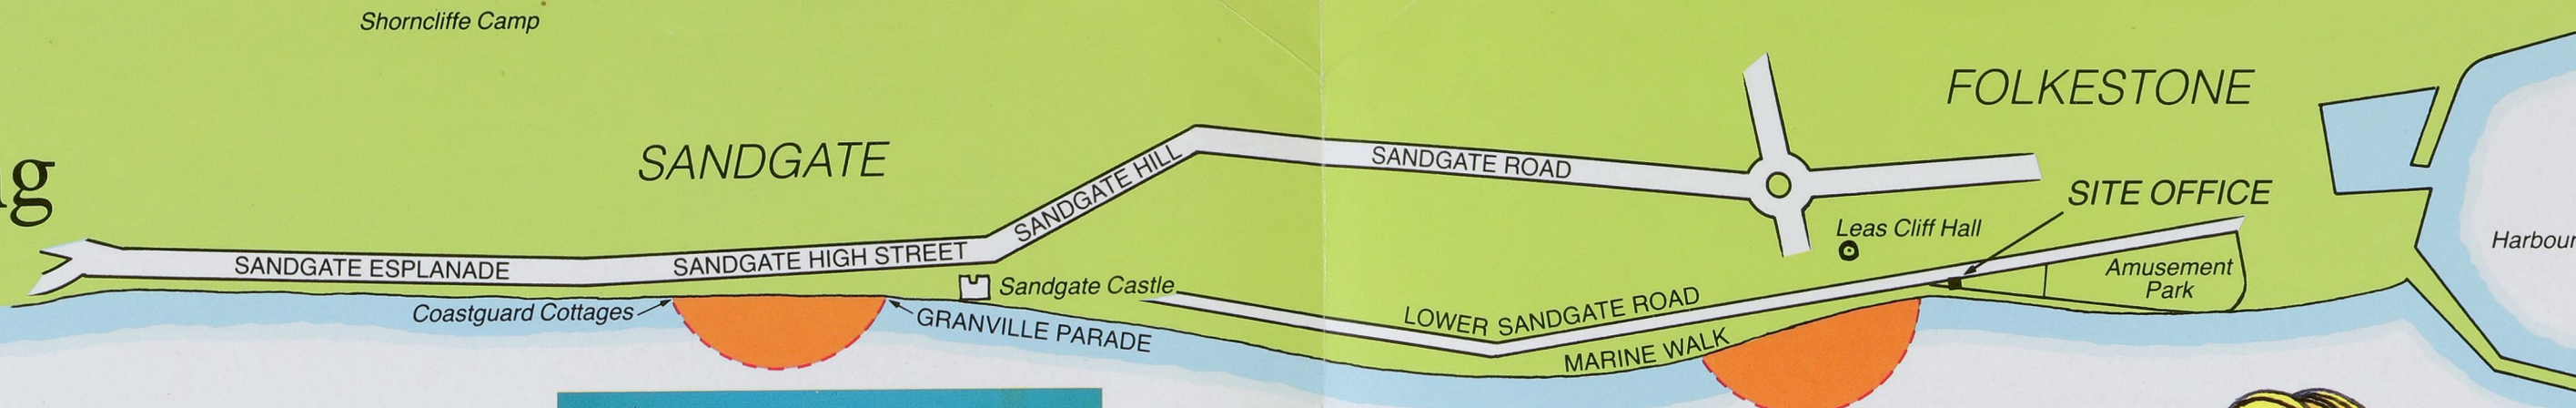 Shorncliffe Camp
FOLKESTONE
SANDGATE
SANDGATE ROAD
SANDGATE HILL
SITE OFFICE
Leas Cliff Hall
Harbour
SANDGATE ESPLANADE
SANDGATE HIGH STREET
Sandgate Castle
Amusement
Park
Coastguard Cottages
GRANVILLE PARADE
LOWER SANDGATE ROAD
MARINE WALK